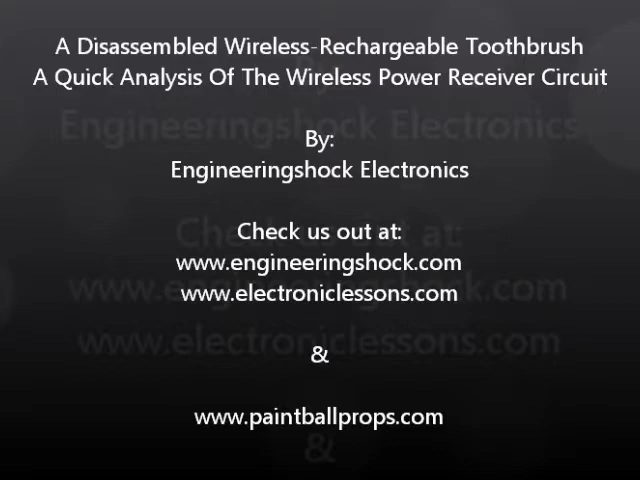 A Disassembled Wireless-Rechargeable Toothbrush
A Quick Analysis Of The Wireless Power Receiver Circuit
By:
Engineeringshock Electronics
Check us out at:
www.engineeringshock.com
www.electroniclessons.com
&
www.paintballprops.com